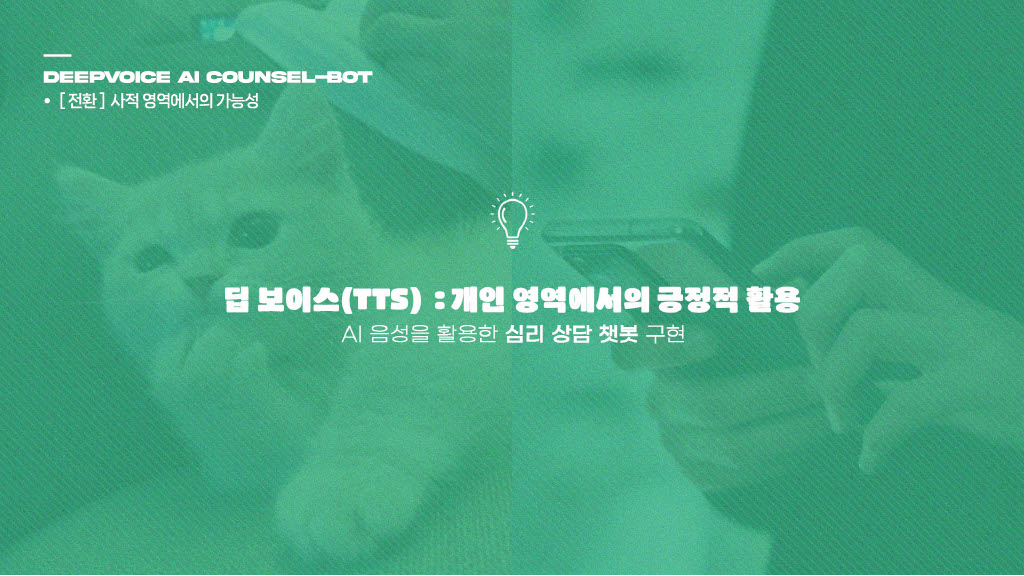 DEEPVOICE AI COUNSEL-BOT
• [ 전환 ] 사적 영역에서의 가능성
딥 보이스(TTS) : 개인 영역에서의 긍정적 활용
AI 음성을 활용한 심리 상담 챗봇 구현